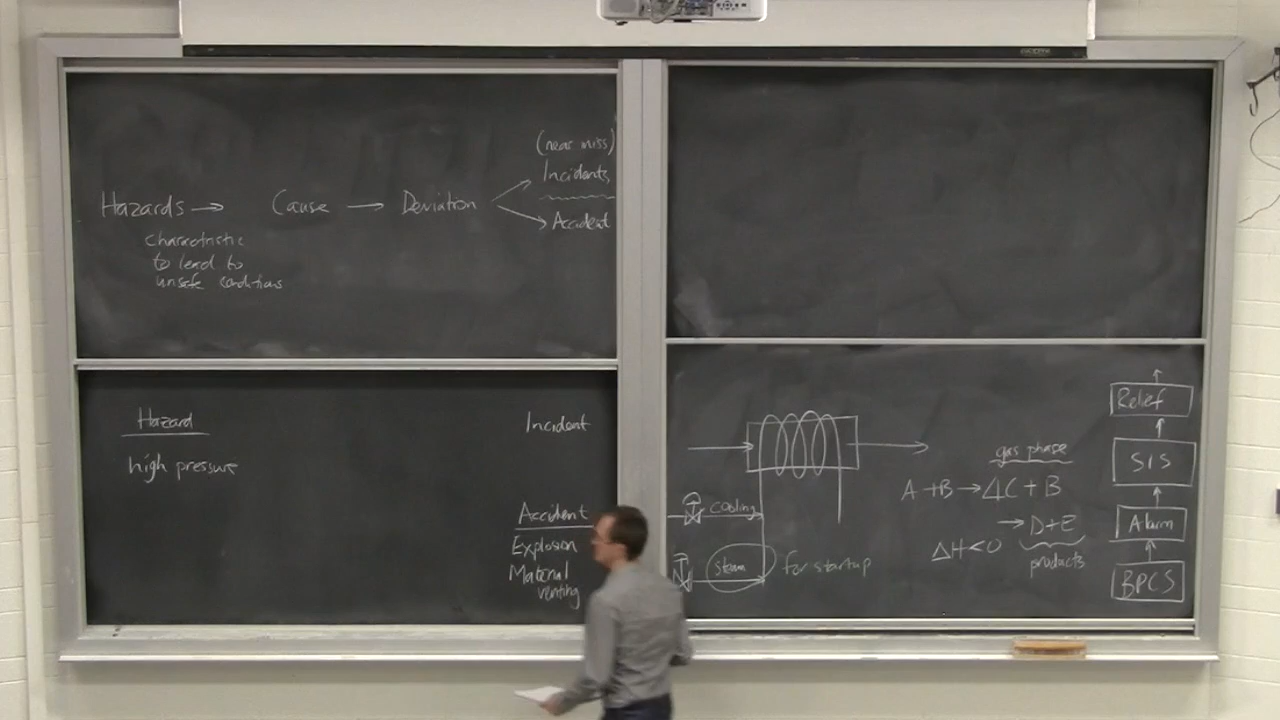 (near miss)
Incidents
Hazards → Cause → Deviation
Accident
charactristic
to lead to
unsafe conditions
Hazard
high pressure
Incident
Accident
Explosion
Material
venting
cooling
steam for startup
gas phase
A + B → 4C + B
→ D + E
ΔH < 0
products
Relief
SIS
Alarm
BPCS